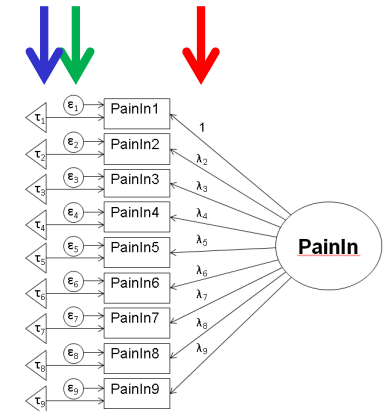 ε1
τ1
PainIn1
1
ε2
τ2
PainIn2
λ2
ε3
τ3
PainIn3
λ3
ε4
τ4
PainIn4
λ4
ε5
τ5
PainIn5
λ5
ε6
τ6
PainIn6
λ6
ε7
τ7
PainIn7
λ7
ε8
τ8
PainIn8
λ8
ε9
τ9
PainIn9
λ9
PainIn